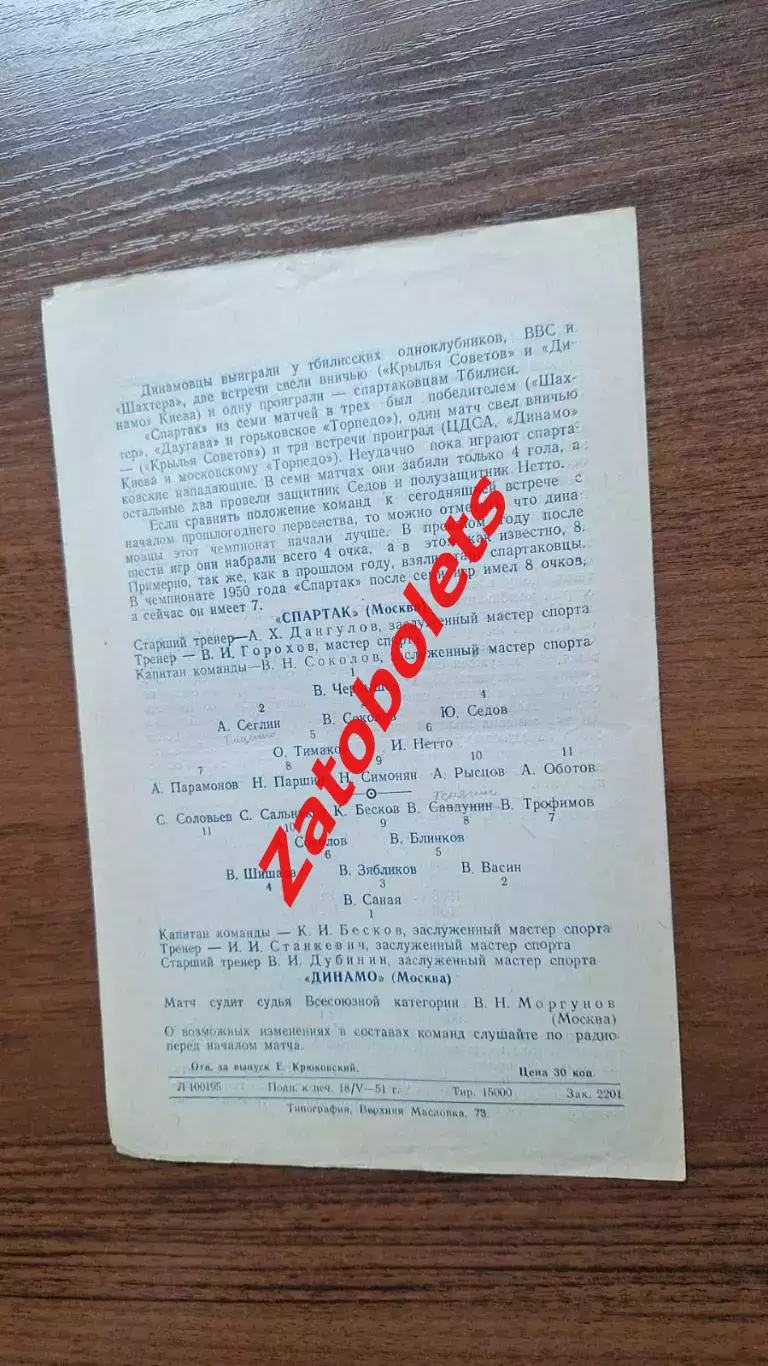 Динамовцы выиграли у тбилисских одноклубников, ВВС и
«Шахтера», две встречи свели вничью («Крылья Советов» и «Ди-
намо» Киева) и одну проиграли — спартаковцам Тбилиси.
«Спартак» из семи матчей в трех был победителем («Шах-
тер», «Даугава» и горьковское «Торпедо»), один матч свел вничью
— («Крылья Советов») и три встречи проиграл (ЦДСА, «Динамо»
Киева и московскому «Торпедо»). Неудачно пока играют спарта-
ковские нападающие. В семи матчах они забили только 4 гола, а
остальные два провели защитник Седов и полузащитник Нетто.
Если сравнить положение команд к сегодняшней встрече с
началом прошлогоднего первенства, то можно что дина
мовцы этот чемпионат начали лучше. В году после
шести игр они набрали всего 4 очка, а в этом, как известно, 8.
Примерно, так же, как в прошлом году, взяли спартаковцы.
В чемпионате 1950 года «Спартак» после семи игр имел 8 очков,
а сейчас он имеет 7.
«СПАРТАК» (Москва)
Старший тренер—А. Х. Дангулов, заслуженный мастер спорта
Тренер — В. И. Горохов, мастер спорта
Капитан команды—В. Н. Соколов, заслуженный мастер спорта
1
В.
2 4
А. Сеглин В. Соколов Ю. Седов
5 6
О. Тимаков И. Нетто
7 8 9 10 11
А. Парамонов Н. Паршин Н. Симонян А. Рысцов А. Оботов
С. Соловьев С. К. Бесков В. Савдунин В. Трофимов
11 10 9 8 7
В. Блинков
6 5
В. В. Зябликов В. Васин
4 3 2
В. Саная
1
Капитан команды — К. И. Бесков, заслуженный мастер спорта
Тренер — И. И. Станкевич, заслуженный мастер спорта
Старший тренер В. И. Дубинин, заслуженный мастер спорта
«ДИНАМО» (Москва)
Матч судит судья Всесоюзной категории В. Н. Моргунов
(Москва)
О возможных изменениях в составах команд слушайте по радио
перед началом матча.
Отв. за выпуск Е. Крюковский. Цена 30 коп.
Л 100195 Подп. к печ. 18/V—51 г. Тир. 15000 Зак. 2201
Типография, Верхняя Масловка, 73.
Zatobolets